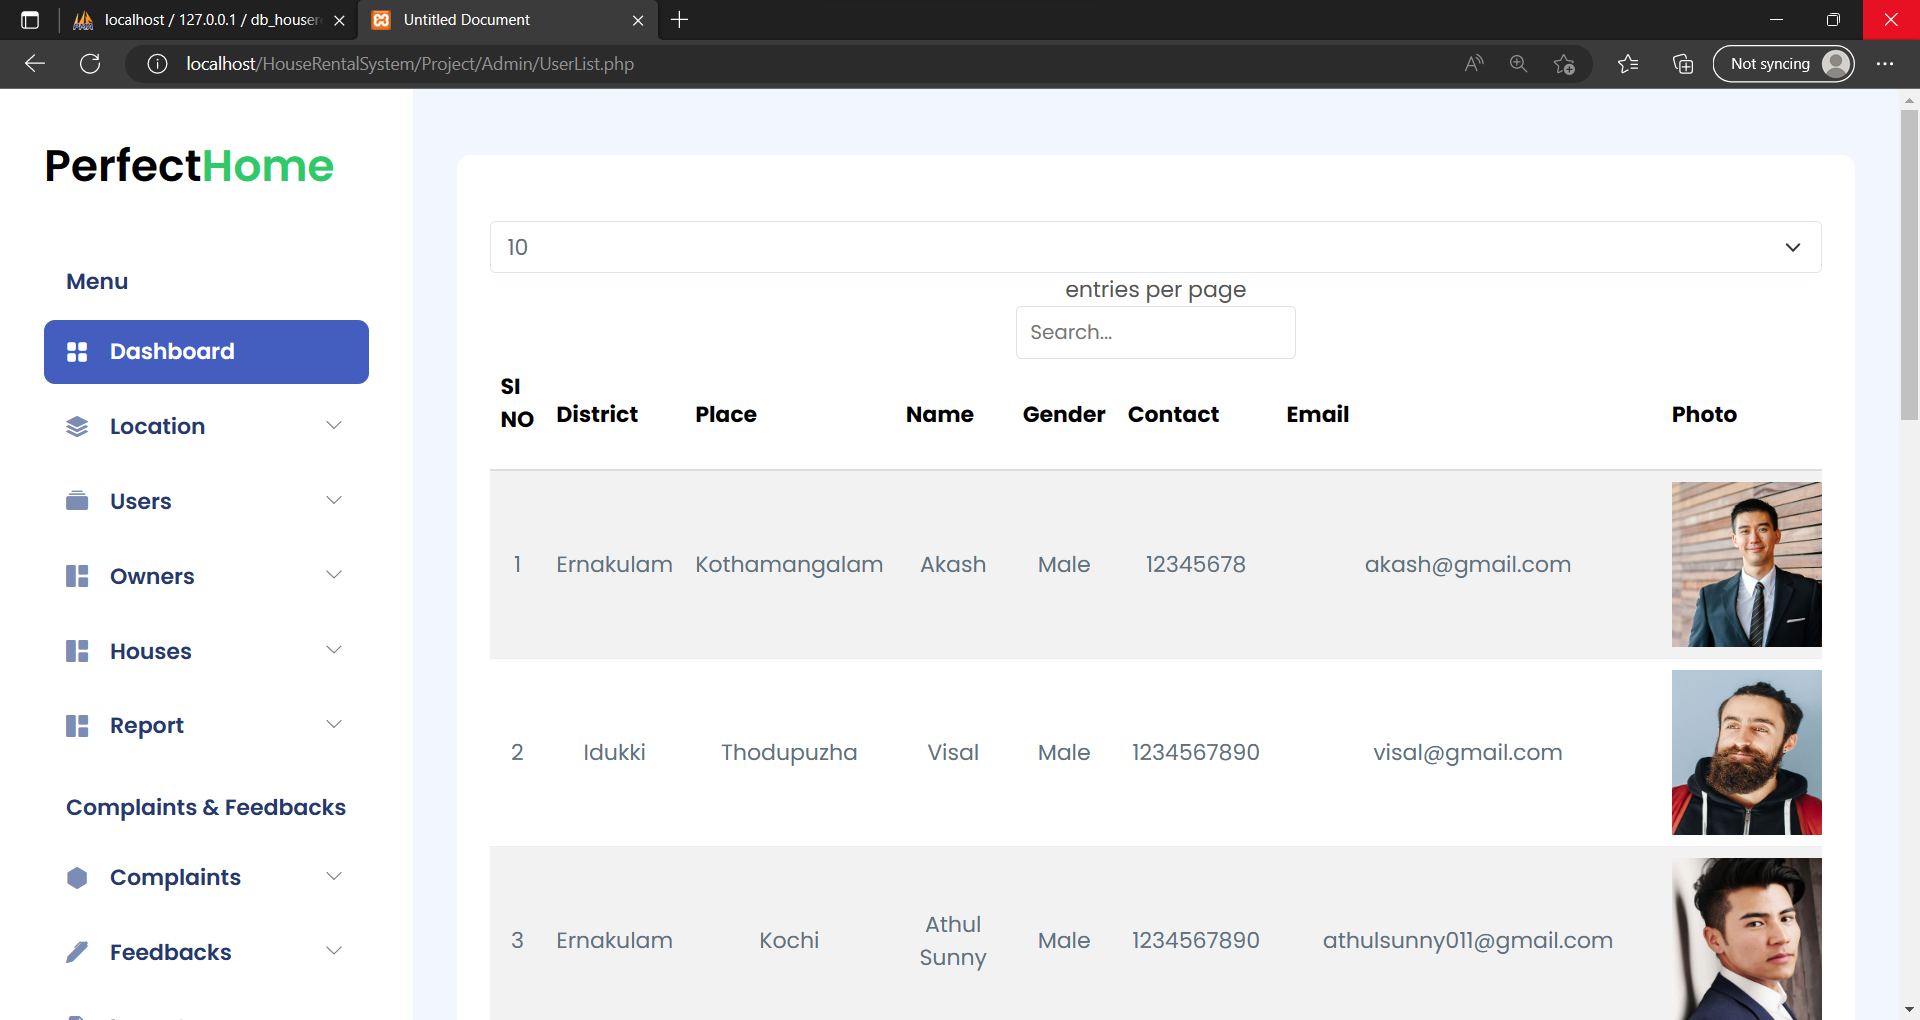 localhost / 127.0.0.1 / db_houser
Untitled Document
localhost/HouseRentalSystem/Project/Admin/UserList.php
Not syncing
PerfectHome
Menu
Dashboard
Location
Users
Owners
Houses
Report
Complaints & Feedbacks
Complaints
Feedbacks
10
entries per page
Search...
SI NO District Place Name Gender Contact Email Photo
1 Ernakulam Kothamangalam Akash Male 12345678 akash@gmail.com
2 Idukki Thodupuzha Visal Male 1234567890 visal@gmail.com
3 Ernakulam Kochi Athul Sunny Male 1234567890 athulsunny011@gmail.com